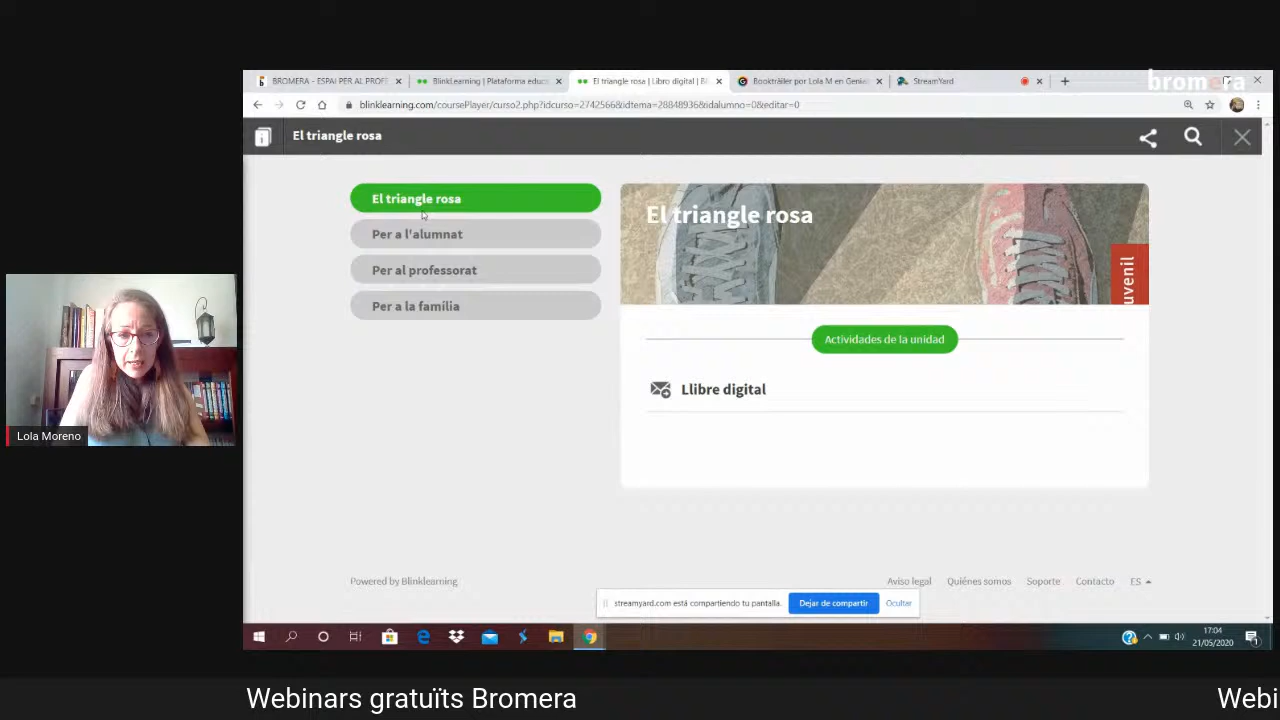 BROMERA - ESPAI PER AL PROFE
BlinkLearning | Plataforma educa
El triangle rosa | Libro digital | Bl
Booktráiler por Lola M en Genial
StreamYard
bromera
blinklearning.com/coursePlayer/curso2.php?idcurso=2742566&idtema=28848936&idalumno=0&editar=0
1
El triangle rosa
El triangle rosa
Per a l'alumnat
Per al professorat
Per a la família
El triangle rosa
uvenil
Actividades de la unidad
Llibre digital
Lola Moreno
Powered by Blinklearning
Aviso legal
Quiénes somos
Soporte
Contacto
ES
streamyard.com está compartiendo tu pantalla.
Dejar de compartir
Ocultar
17:04
21/05/2020
Webinars gratuïts Bromera
Webi